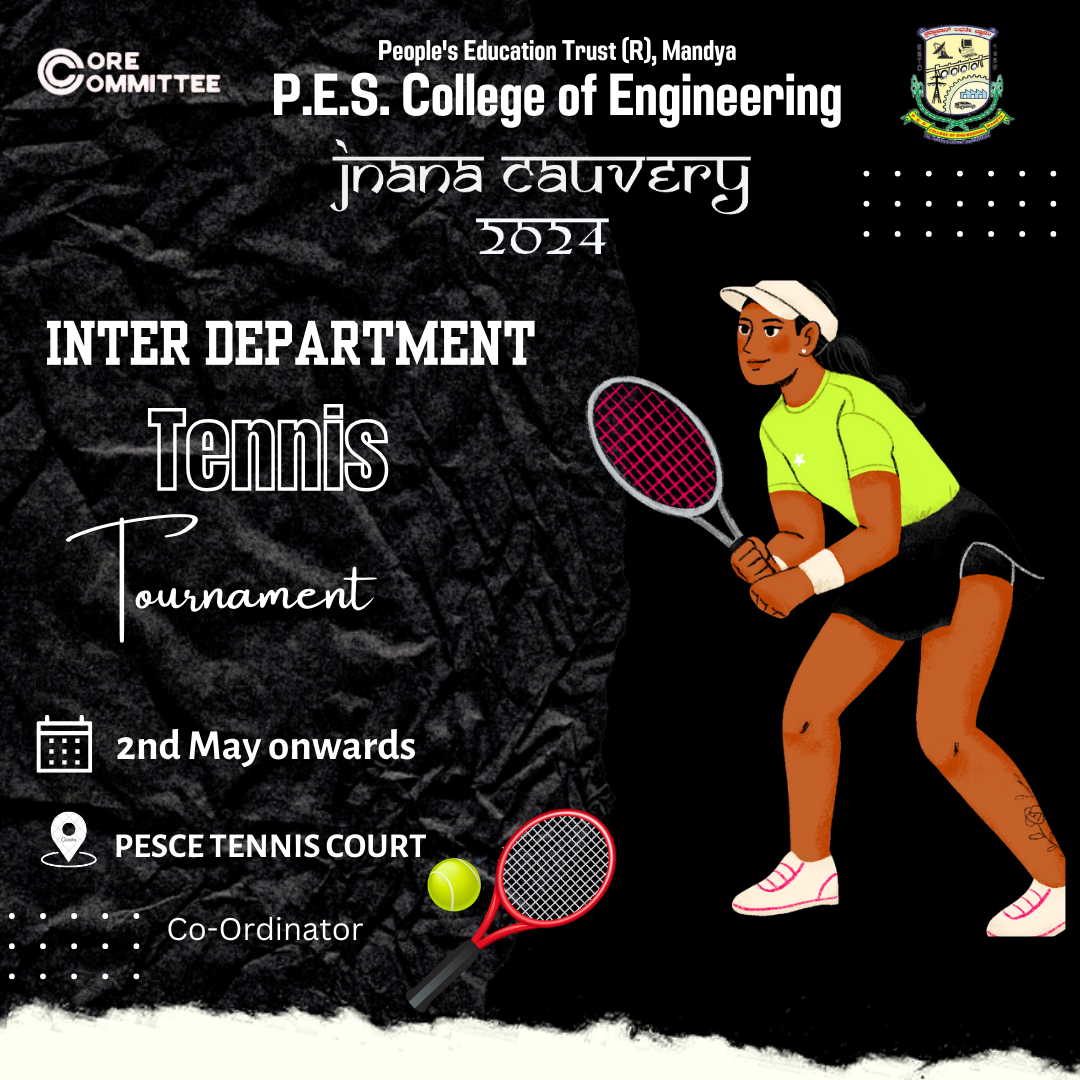 CORE
COMMITTEE
People's Education Trust (R), Mandya
P.E.S. College of Engineering
Jnana Cauvery
2024
INTER DEPARTMENT
Tennis
Tournament
2nd May onwards
PESCE TENNIS COURT
Co-Ordinator